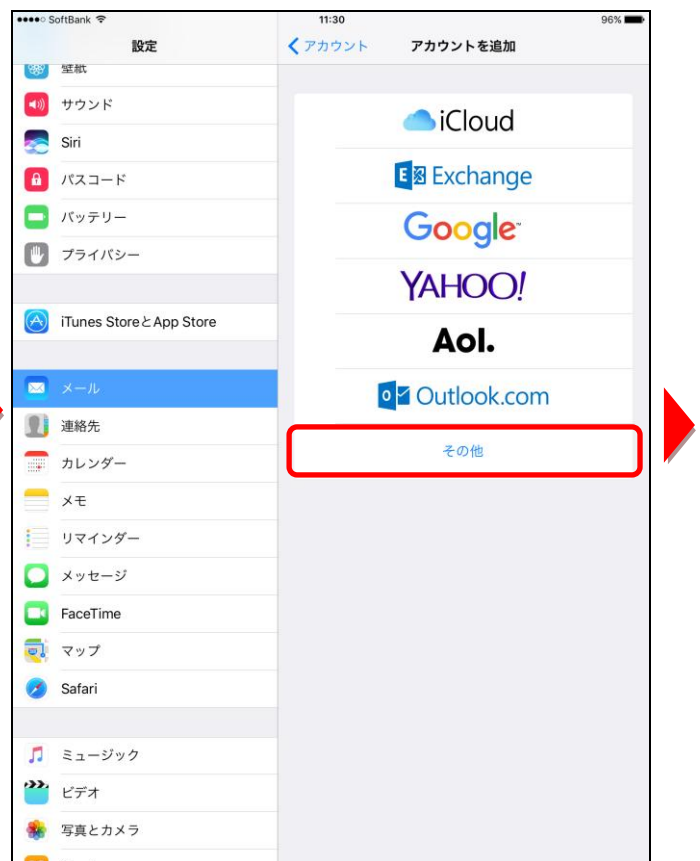 SoftBank 11:30 96%
設定
アカウント アカウントを追加
壁紙
サウンド
Siri
パスコード
バッテリー
プライバシー
iTunes StoreとApp Store
メール
連絡先
カレンダー
メモ
リマインダー
メッセージ
FaceTime
マップ
Safari
ミュージック
ビデオ
写真とカメラ
iCloud
E Exchange
Google™
YAHOO!
Aol.
o Outlook.com
その他